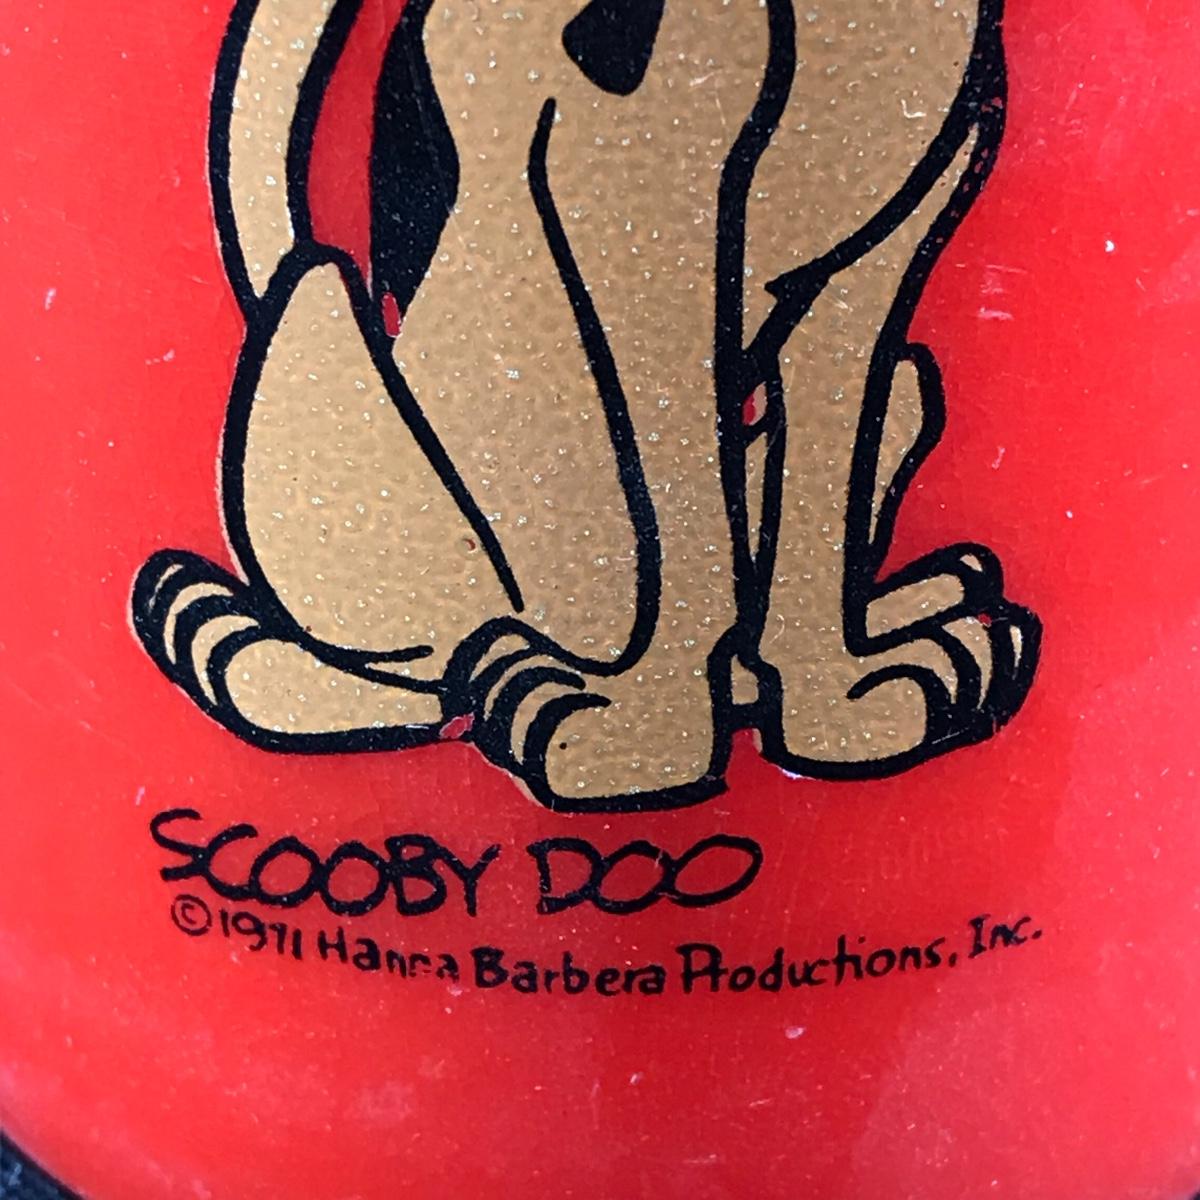 SCOOBY DOO
©1971 Hanna Barbera Productions, Inc.